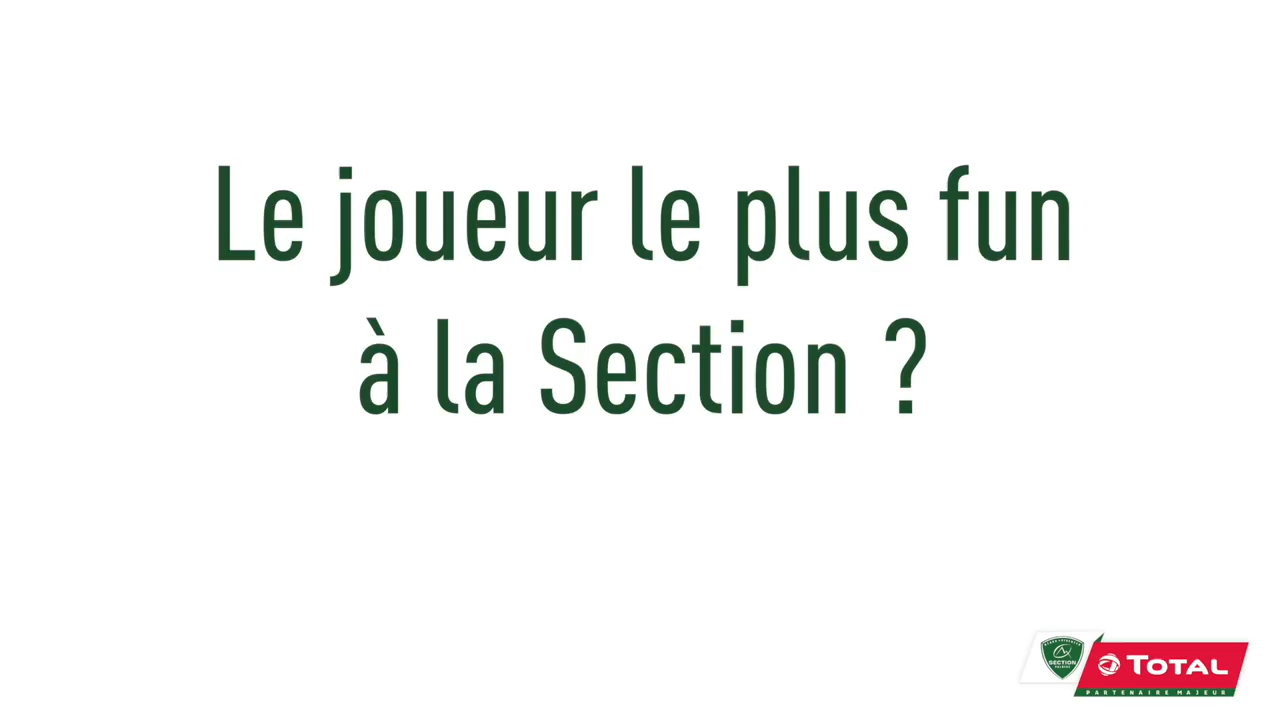 Le joueur le plus fun
à la Section ?
SECTION
TOTAL
PARTENAIRE MAJEUR